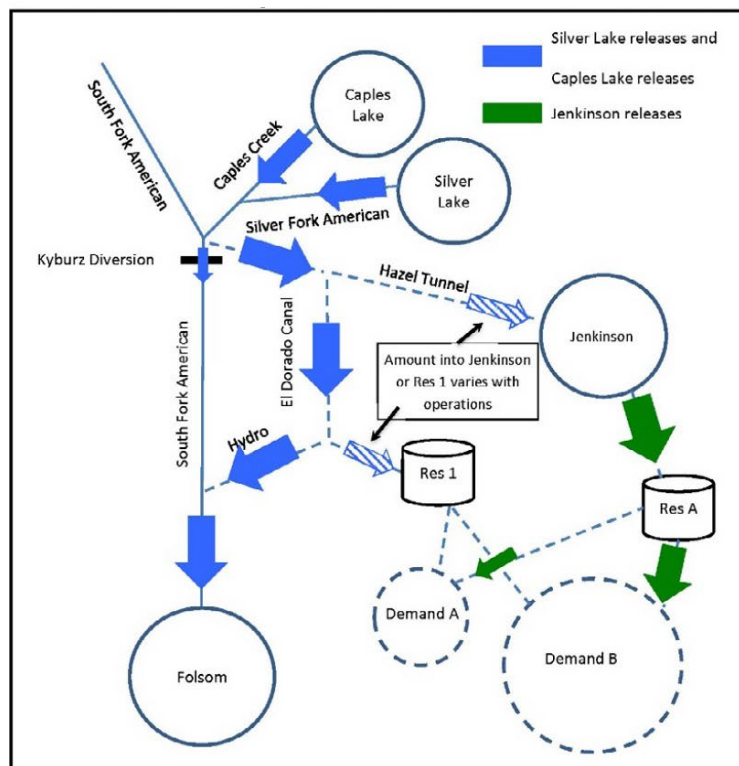 Silver Lake releases and
Caples Lake releases
Jenkinson releases
South Fork American
Caples
Lake
Caples Creek
Silver
Lake
Silver Fork American
Kyburz Diversion
Hazel Tunnel
Jenkinson
El Dorado Canal
Amount into Jenkinson
or Res 1 varies with
operations
South Fork American
Hydro
Res 1
Res A
Demand A
Demand B
Folsom